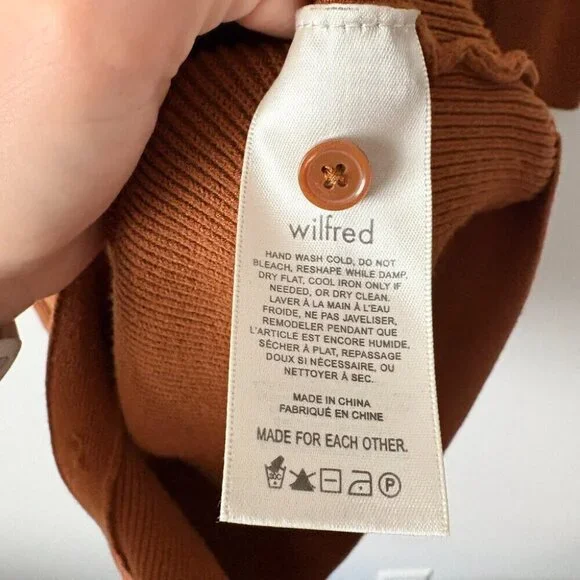 wilfred
HAND WASH COLD, DO NOT
BLEACH, RESHAPE WHILE DAMP.
DRY FLAT, COOL IRON ONLY IF
NEEDED, OR DRY CLEAN.
LAVER À LA MAIN À L'EAU
FROIDE, NE PAS JAVELISER,
REMODELER PENDANT QUE
L'ARTICLE EST ENCORE HUMIDE,
SÉCHER À PLAT, REPASSAGE
DOUX SI NÉCESSAIRE, OU
NETTOYER À SEC.
MADE IN CHINA
FABRIQUÉ EN CHINE
MADE FOR EACH OTHER.
30C P